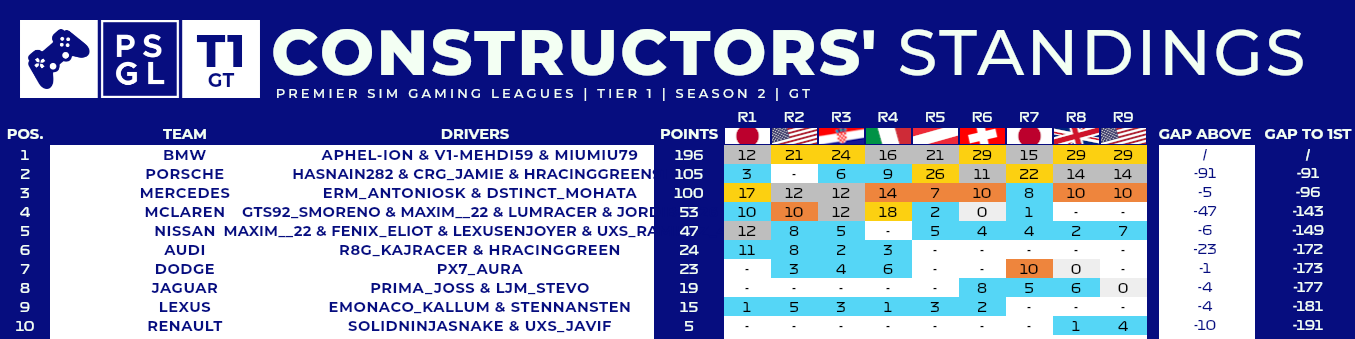 PS GL T1 GT CONSTRUCTORS' STANDINGS
PREMIER SIM GAMING LEAGUES | TIER 1 | SEASON 2 | GT
R1 R2 R3 R4 R5 R6 R7 R8 R9
POS. TEAM DRIVERS POINTS GAP ABOVE GAP TO 1ST
1 BMW APHEL-ION & V1-MEHDI59 & MIUMIU79 196 12 21 24 16 21 29 15 29 29 / /
2 PORSCHE HASNAIN282 & CRG_JAMIE & HRACINGGREENS 105 3 - 6 9 26 11 22 14 14 -91 -91
3 MERCEDES ERM_ANTONIOSK & DSTINCT_MOHATA 100 17 12 12 14 7 10 8 10 10 -5 -96
4 MCLAREN GTS92_SMORENO & MAXIM__22 & LUMRACER & JORD 53 10 10 12 18 2 0 1 - - -47 -143
5 NISSAN MAXIM__22 & FENIX_ELIOT & LEXUSENJOYER & UXS_RA 47 12 8 5 - 5 4 4 2 7 -6 -149
6 AUDI R8G_KAJRACER & HRACINGGREEN 24 11 8 2 3 - - - - - -23 -172
7 DODGE PX7_AURA 23 - 3 4 6 - - 10 0 - -1 -173
8 JAGUAR PRIMA_JOSS & LJM_STEVO 19 - - - - - 8 5 6 0 -4 -177
9 LEXUS EMONACO_KALLUM & STENNANSTEN 15 1 5 3 1 3 2 - - - -4 -181
10 RENAULT SOLIDNINJASNAKE & UXS_JAVIF 5 - - - - - - - 1 4 -10 -191